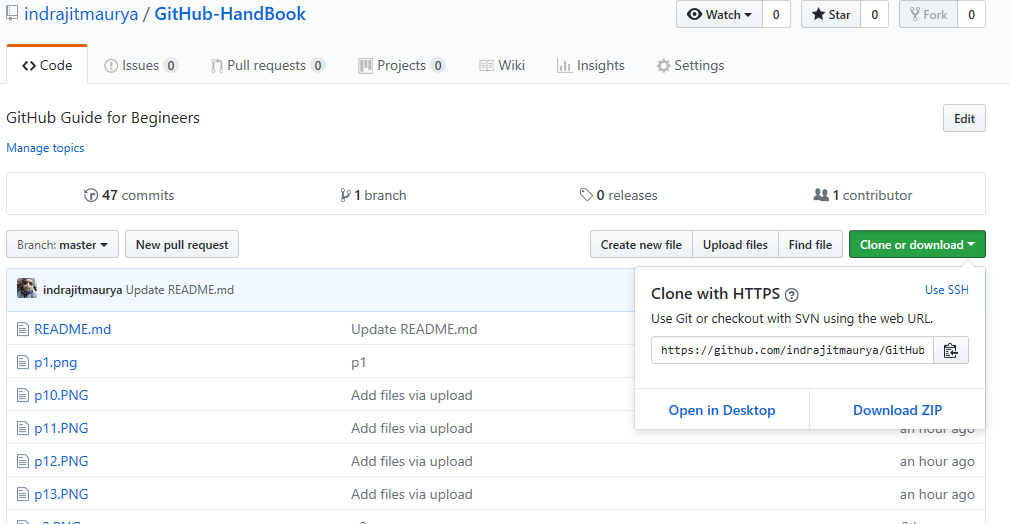 indrajitmaurya / GitHub-HandBook
Watch 0 Star 0 Fork 0
Code Issues 0 Pull requests 0 Projects 0 Wiki Insights Settings
GitHub Guide for Begineers
Edit
Manage topics
47 commits 1 branch 0 releases 1 contributor
Branch: master New pull request Create new file Upload files Find file Clone or download
indrajitmaurya Update README.md
Clone with HTTPS ? Use SSH
Use Git or checkout with SVN using the web URL.
https://github.com/indrajitmaurya/GitHub
Open in Desktop Download ZIP
README.md Update README.md
p1.png p1
p10.PNG Add files via upload
p11.PNG Add files via upload an hour ago
p12.PNG Add files via upload an hour ago
p13.PNG Add files via upload an hour ago